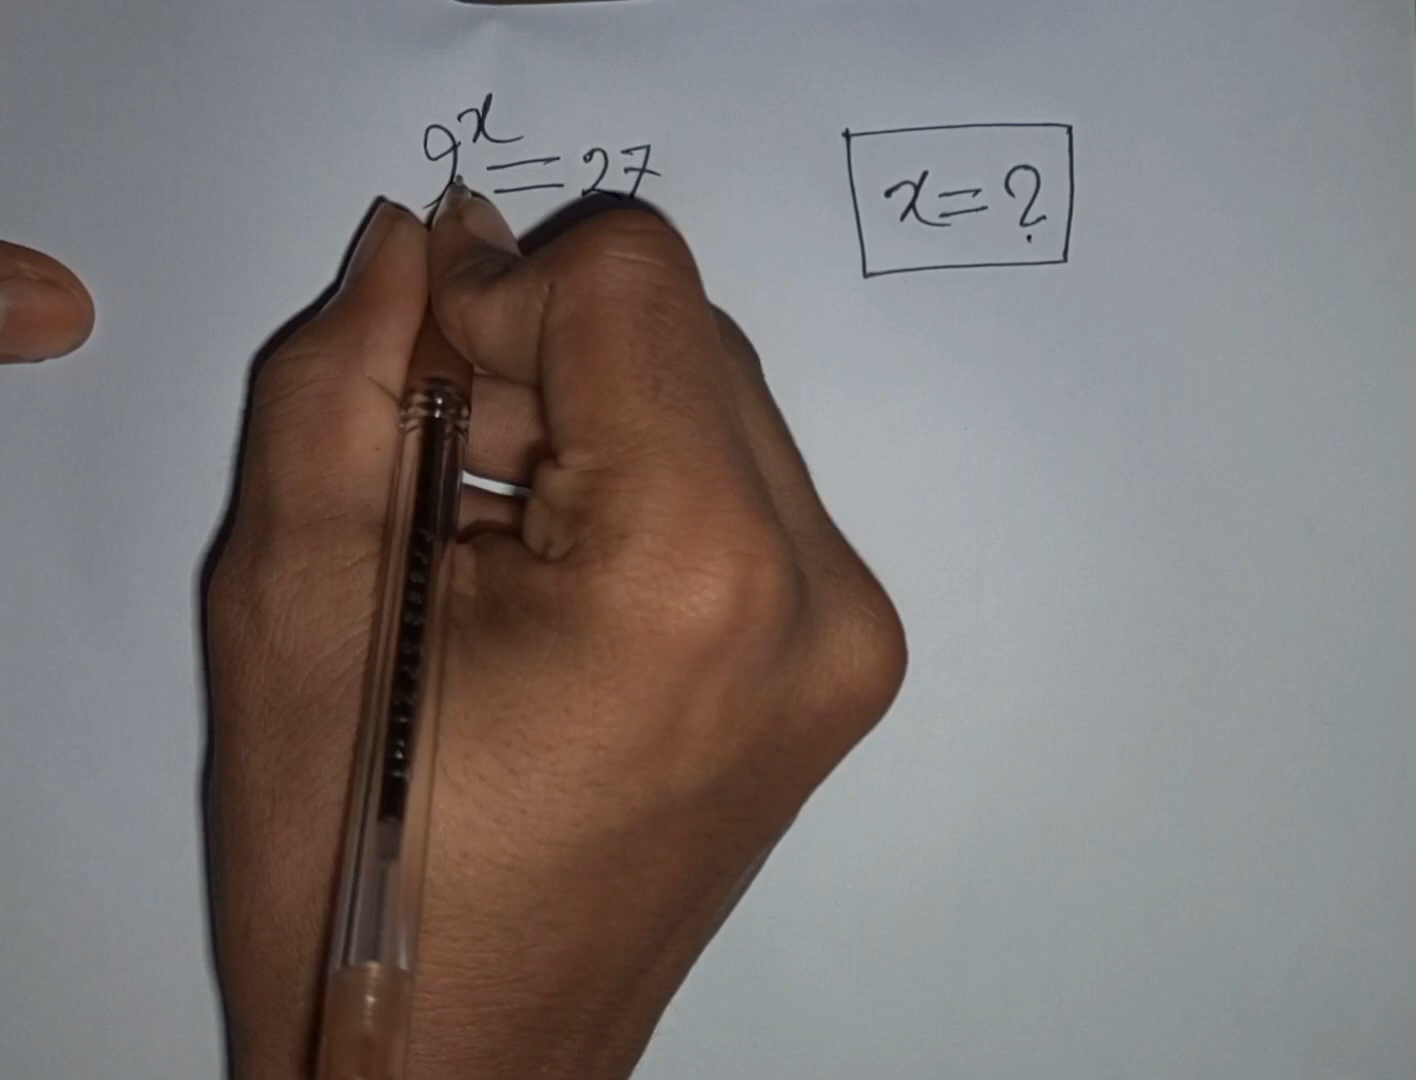 9^x = 27
x = ?